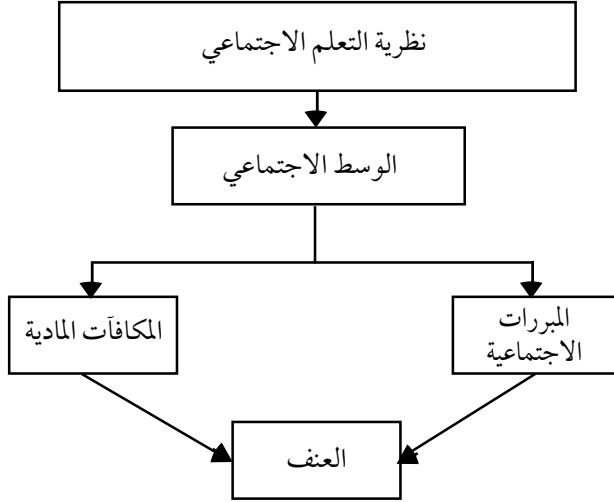 نظرية التعلم الاجتماعي
الوسط الاجتماعي
المبررات
الاجتماعية
المكافآت المادية
العنف